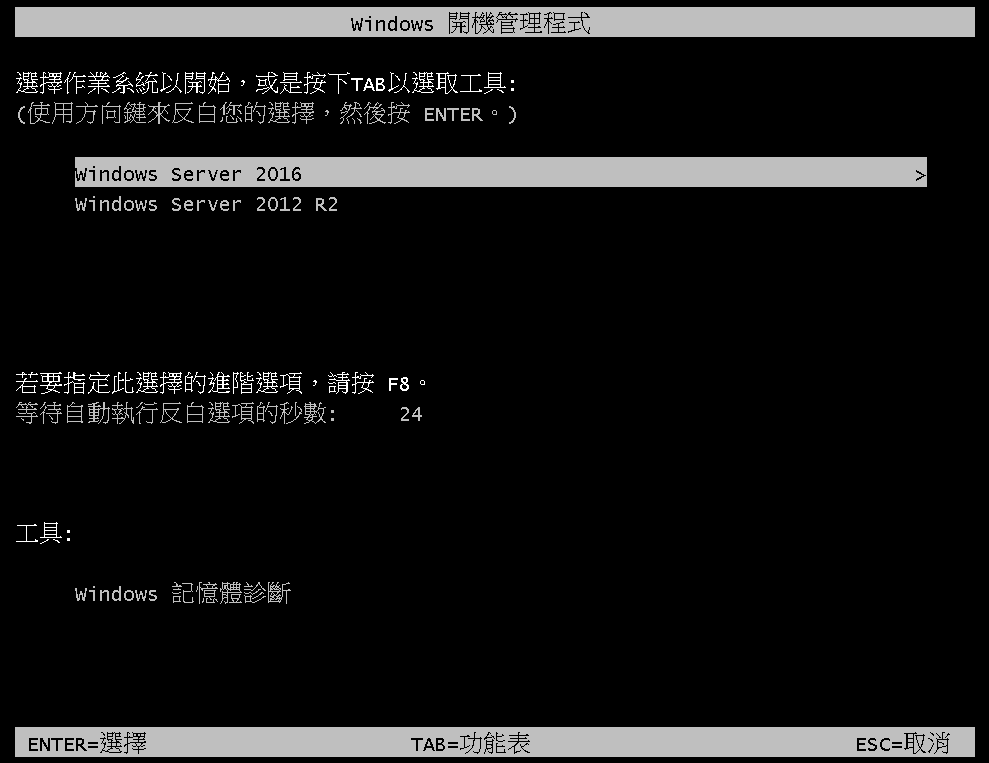 Windows 開機管理程式
選擇作業系統以開始，或是按下TAB以選取工具:
(使用方向鍵來反白您的選擇，然後按 ENTER。)
Windows Server 2016 >
Windows Server 2012 R2
若要指定此選擇的進階選項，請按 F8。
等待自動執行反白選項的秒數: 24
工具:
Windows 記憶體診斷
ENTER=選擇 TAB=功能表 ESC=取消